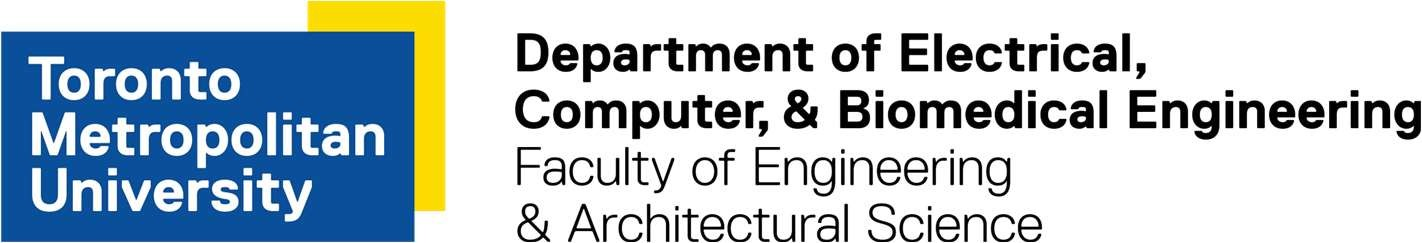 Toronto
Metropolitan
University
Department of Electrical,
Computer, & Biomedical Engineering
Faculty of Engineering
& Architectural Science